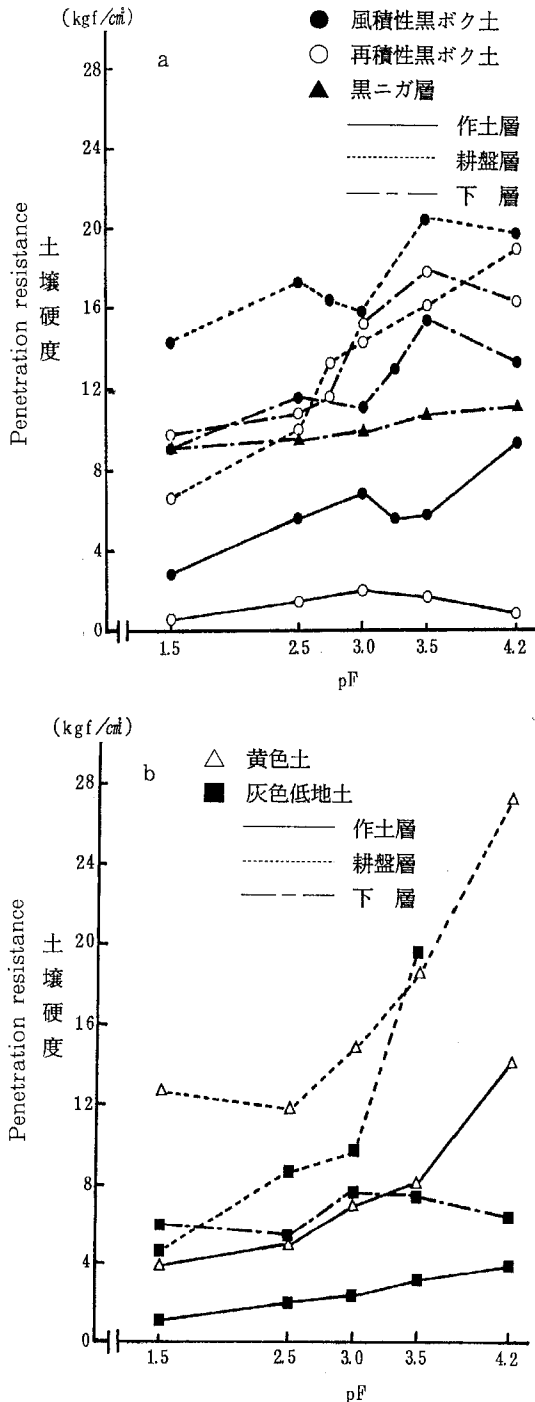 (kgf/c㎡)
a
● 風積性黒ボク土
○ 再積性黒ボク土
▲ 黒ニガ層
作土層
耕盤層
下 層
28
24
20
16
12
8
4
0
Penetration resistance
土壌硬度
1.5 2.5 3.0 3.5 4.2
pF
(kgf/c㎡)
b
△ 黄色土
■ 灰色低地土
作土層
耕盤層
下 層
28
24
20
16
12
8
4
0
Penetration resistance
土壌硬度
1.5 2.5 3.0 3.5 4.2
pF